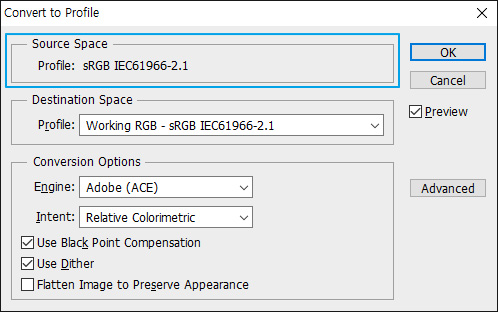 Convert to Profile
Source Space
Profile: sRGB IEC61966-2.1
OK
Cancel
Preview
Destination Space
Profile: Working RGB - sRGB IEC61966-2.1
Conversion Options
Engine: Adobe (ACE)
Advanced
Intent: Relative Colorimetric
Use Black Point Compensation
Use Dither
Flatten Image to Preserve Appearance